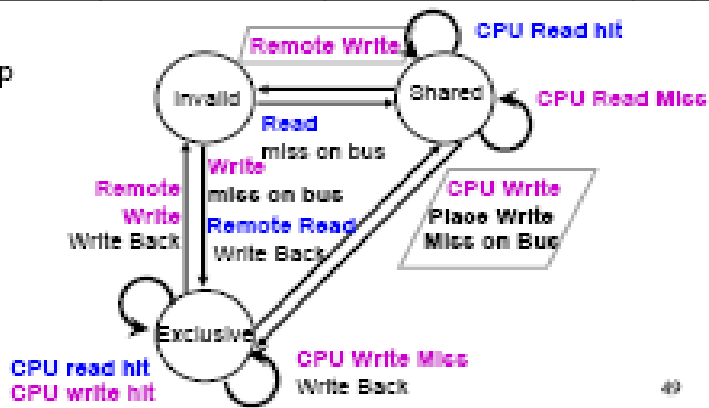 p
Remote Write
CPU Read hit
Invalid
Shared
CPU Read Miss
Read
miss on bus
Write
miss on bus
Remote
Write
Write Back
Remote Read
Write Back
CPU Write
Place Write
Miss on Bus
Exclusive
CPU read hit
CPU write hit
CPU Write Miss
Write Back
49